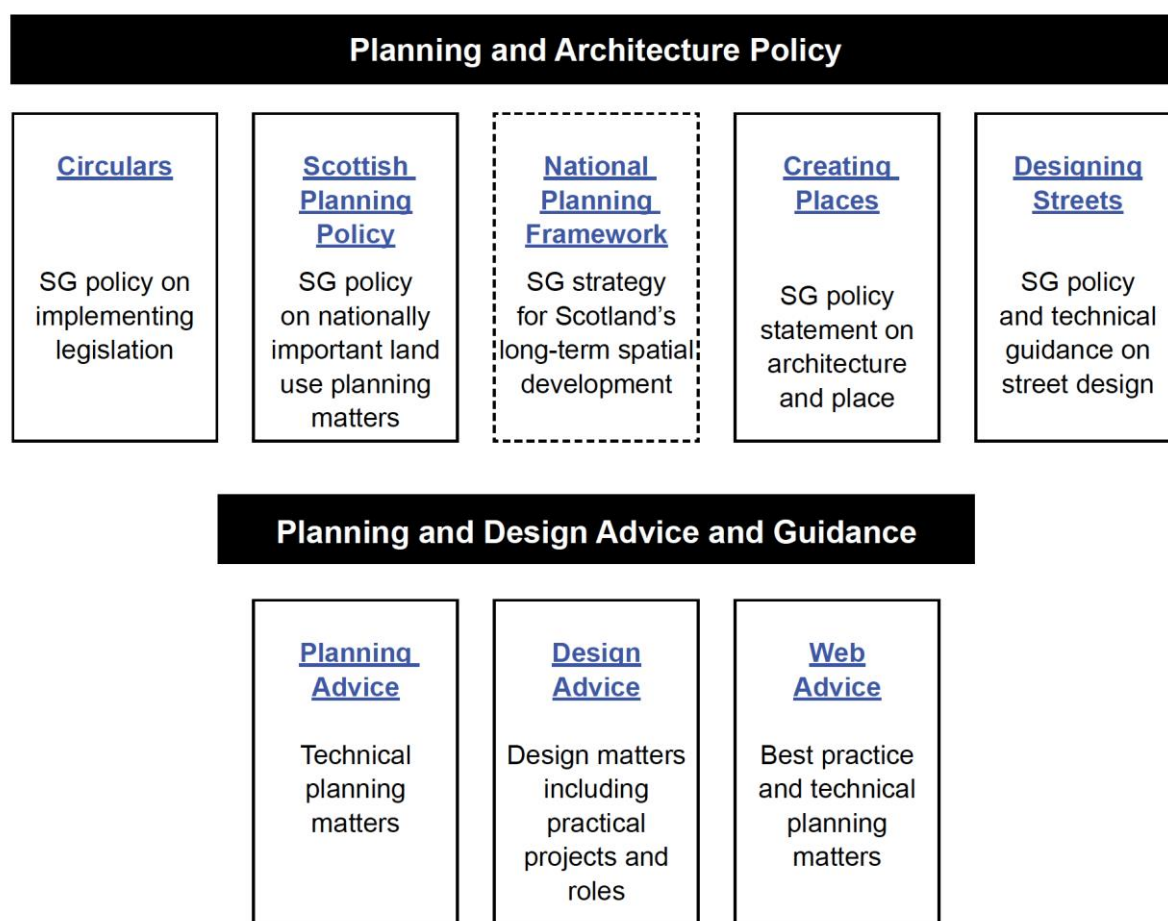 Planning and Architecture Policy
Circulars
SG policy on
implementing
legislation
Scottish
Planning
Policy
SG policy
on nationally
important land
use planning
matters
National
Planning
Framework
SG strategy
for Scotland’s
long-term spatial
development
Creating
Places
SG policy
statement on
architecture
and place
Designing
Streets
SG policy
and technical
guidance on
street design
Planning and Design Advice and Guidance
Planning
Advice
Technical
planning
matters
Design
Advice
Design matters
including
practical
projects and
roles
Web
Advice
Best practice
and technical
planning
matters